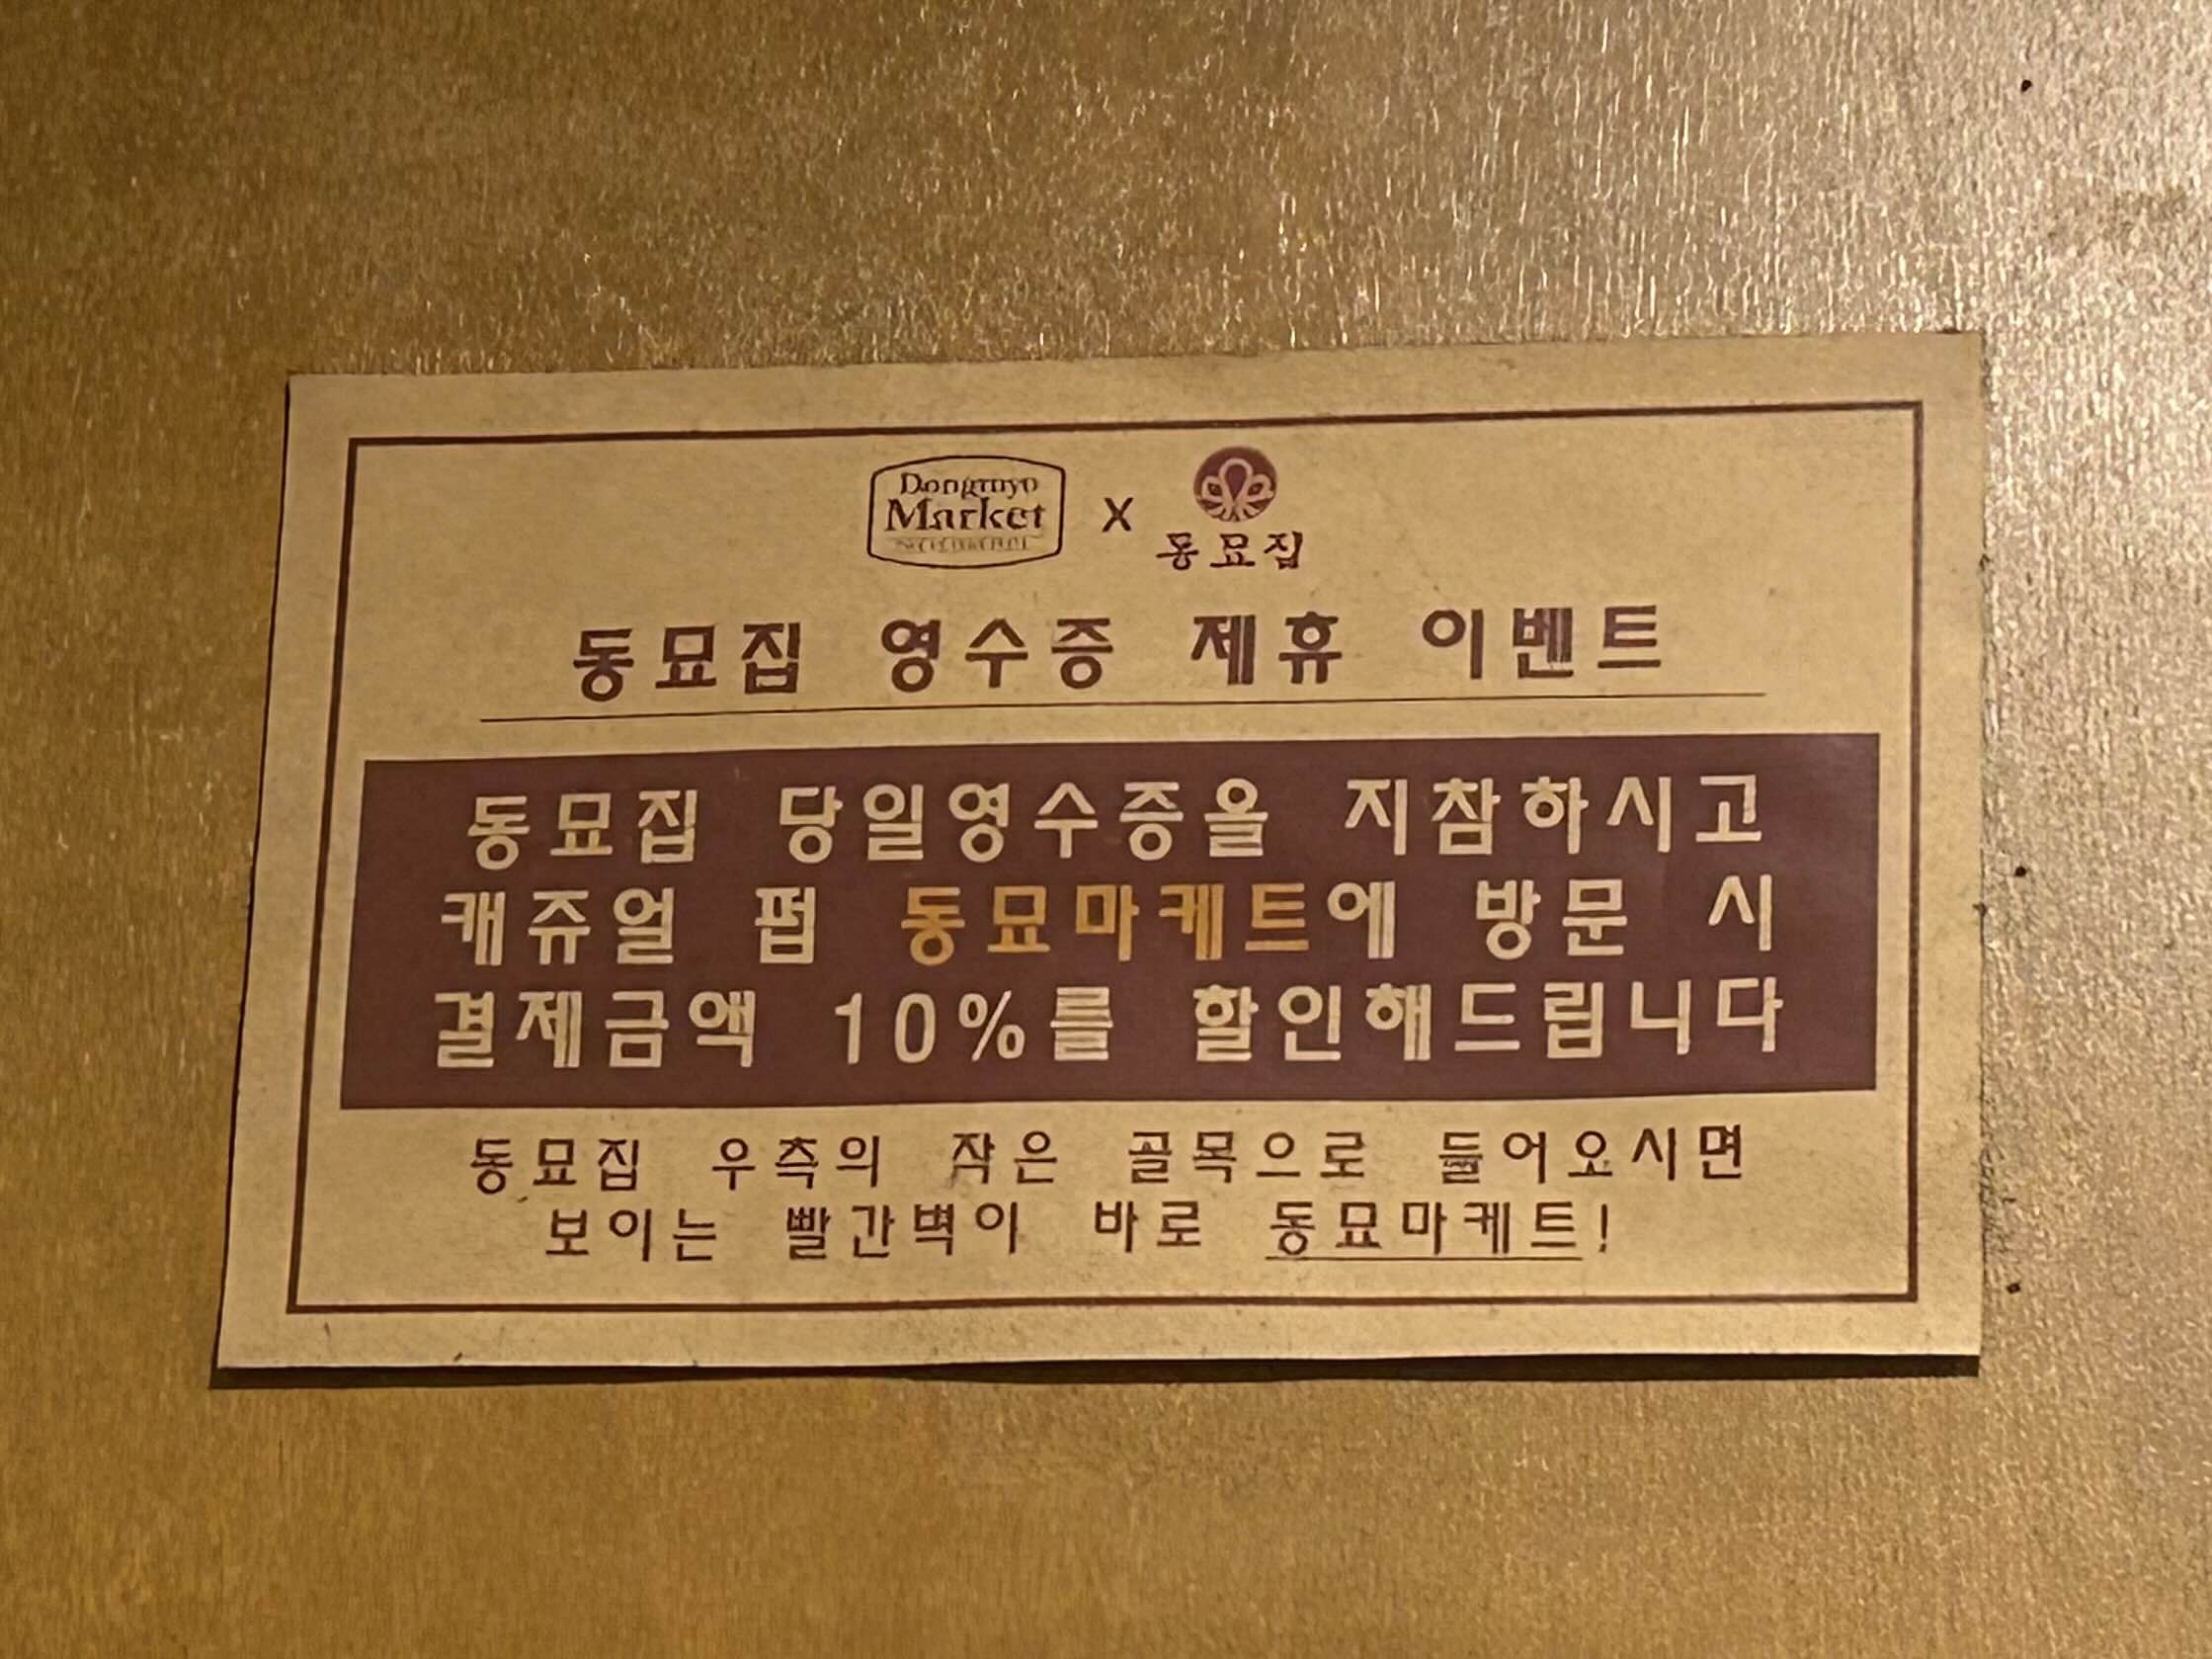 Dongmyo
Market
X
동묘집
동묘집 영수증 제휴 이벤트
동묘집 당일영수증을 지참하시고
캐쥬얼 펍 동묘마케트에 방문 시
결제금액 10%를 할인해드립니다
동묘집 우측의 작은 골목으로 들어오시면
보이는 빨간벽이 바로 동묘마케트!